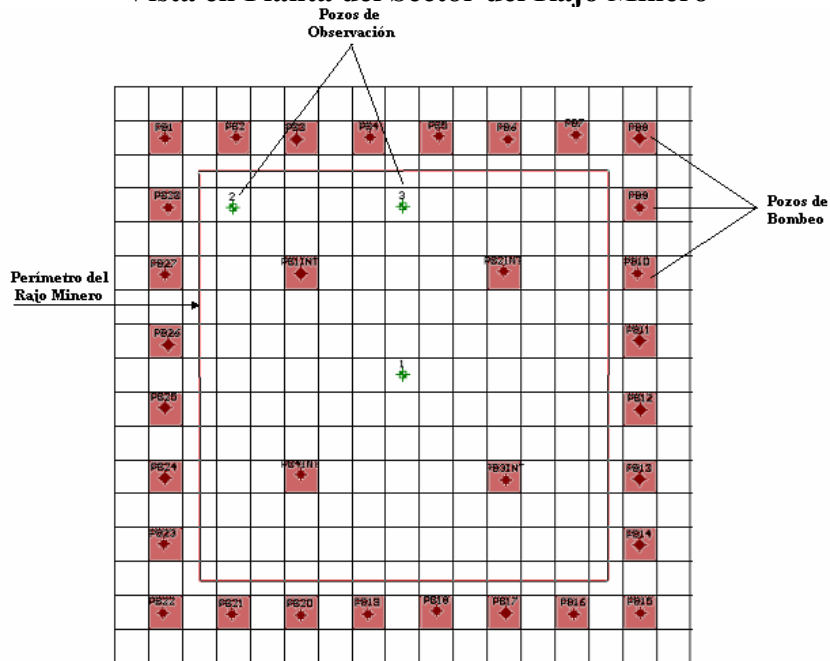 Vista en Planta del Sector del Rajo Minero
Pozos de
Observación
PB1
PB2
PB3
PB4
PB5
PB6
PB7
PB8
PB28
2
3
PB9
Pozos de
Bombeo
PB27
PB1INT
PB2INT
PB10
Perímetro del
Rajo Minero
PB26
PB11
1
PB25
PB12
PB24
PB4INT
PB3INT
PB13
PB23
PB14
PB22
PB21
PB20
PB19
PB18
PB17
PB16
PB15